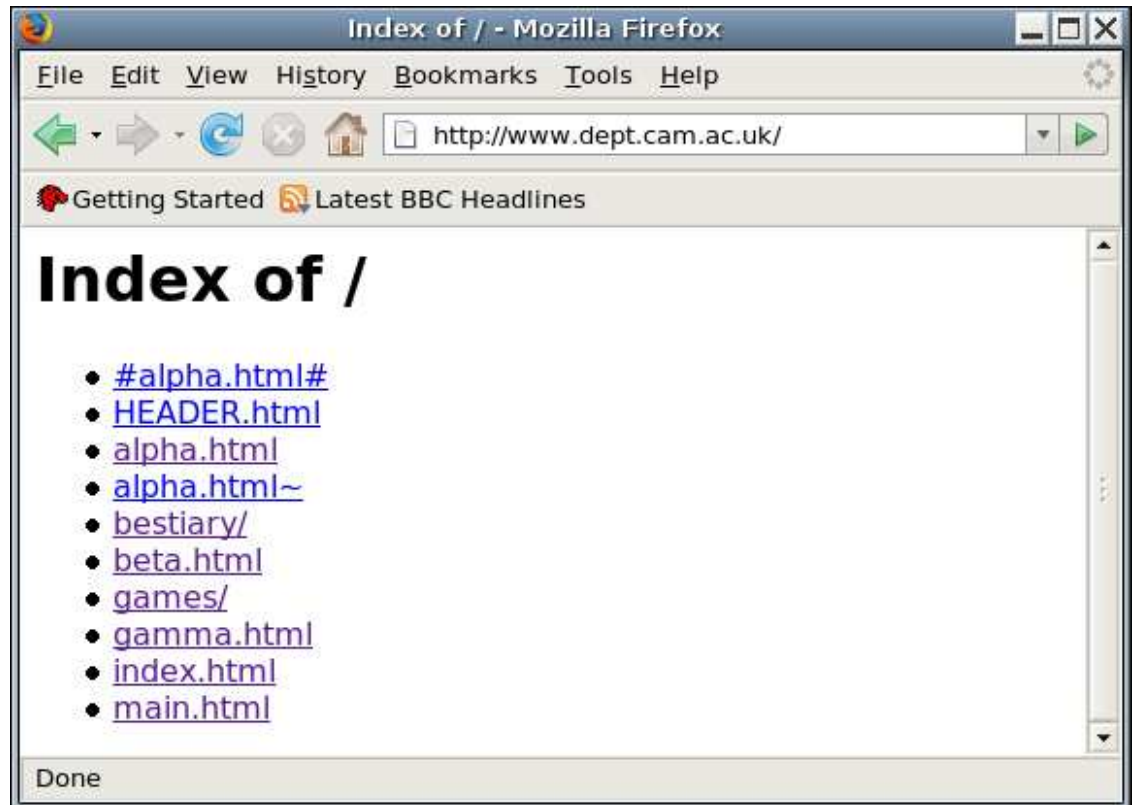 Index of / - Mozilla Firefox
File Edit View History Bookmarks Tools Help
http://www.dept.cam.ac.uk/
Getting Started Latest BBC Headlines
Index of /
#alpha.html#
HEADER.html
alpha.html
alpha.html~
bestiary/
beta.html
games/
gamma.html
index.html
main.html
Done